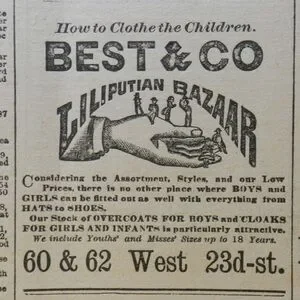 How to Clothe the Children.
BEST & CO
LILIPUTIAN BAZAAR
Considering the Assortment, Styles, and our Low
Prices, there is no other place where BOYS and
GIRLS can be fitted out as well with everything from
HATS to SHOES.
Our Stock of OVERCOATS FOR BOYS and CLOAKS
FOR GIRLS AND INFANTS is particularly attractive.
We include Youths' and Misses' Sizes up to 18 Years.
60 & 62 West 23d-st.